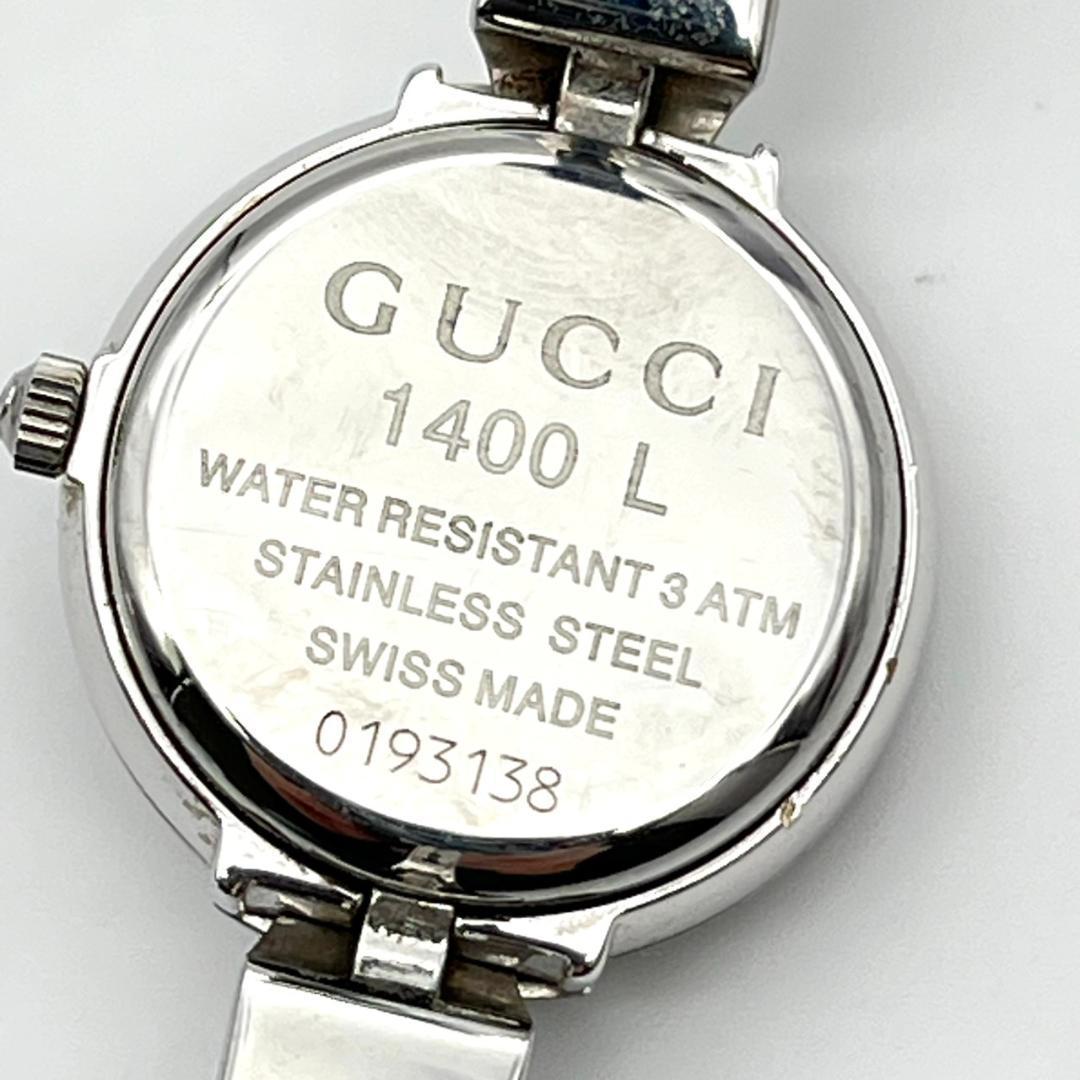 GUCCI
1400 L
WATER RESISTANT 3 ATM
STAINLESS STEEL
SWISS MADE
0193138